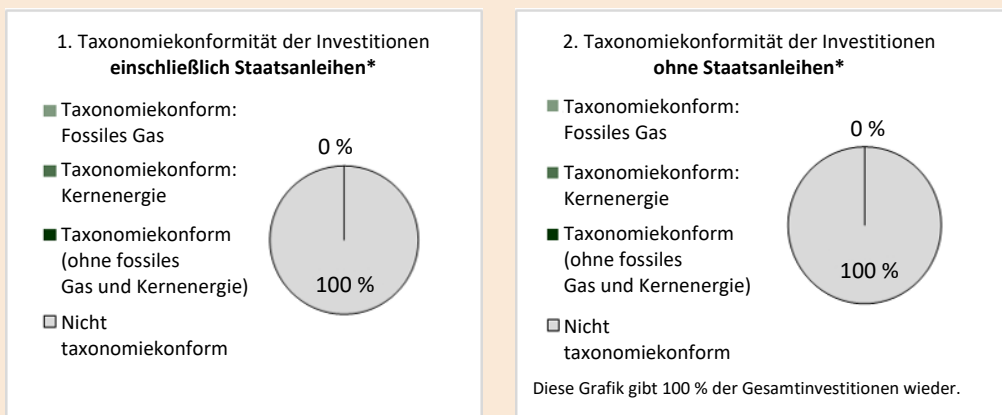 1. Taxonomiekonformität der Investitionen
einschließlich Staatsanleihen*
Taxonomiekonform:
Fossiles Gas
Taxonomiekonform:
Kernenergie
Taxonomiekonform
(ohne fossiles
Gas und Kernenergie)
Nicht
taxonomiekonform
0 %
100 %
2. Taxonomiekonformität der Investitionen
ohne Staatsanleihen*
Taxonomiekonform:
Fossiles Gas
Taxonomiekonform:
Kernenergie
Taxonomiekonform
(ohne fossiles
Gas und Kernenergie)
Nicht
taxonomiekonform
0 %
100 %
Diese Grafik gibt 100 % der Gesamtinvestitionen wieder.